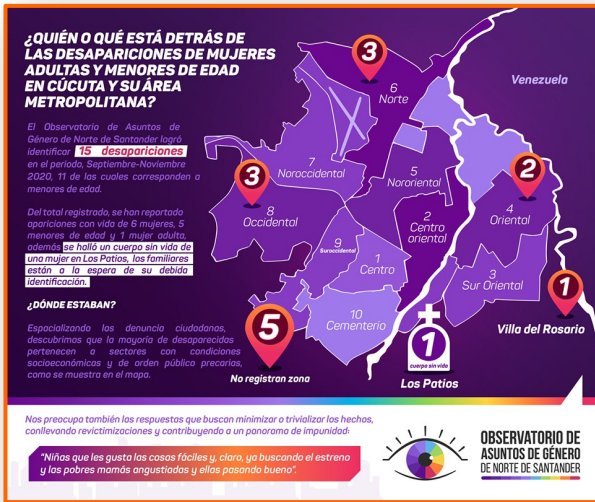 ¿QUIÉN O QUÉ ESTÁ DETRÁS DE
LAS DESAPARICIONES DE MUJERES
ADULTAS Y MENORES DE EDAD
EN CÚCUTA Y SU ÁREA
METROPOLITANA?
El Observatorio de Asuntos de
Género de Norte de Santander logró
identificar 15 desapariciones
en el periodo, Septiembre-Noviembre
2020, 11 de las cuales corresponden a
menores de edad.
Del total registrado, se han reportado
apariciones con vida de 6 mujeres, 5
menores de edad y 1 mujer adulta,
además se halló un cuerpo sin vida de
una mujer en Los Patios, los familiares
están a la espera de su debida
identificación.
¿DÓNDE ESTABAN?
Espacializando las denuncia ciudadanas,
descubrimos que la mayoría de desaparecidas
pertenecen a sectores con condiciones
socioeconómicas y de orden público precarias,
como se muestra en el mapa.
3
6
Norte
Venezuela
7
Noroccidental
5
Nororiental
3
8
Occidental
2
4
Oriental
2
Centro
oriental
9
Suroccidental
1
Centro
3
Sur Oriental
10
Cementerio
1
Villa del Rosario
5
No registran zona
1
cuerpo sin vida
Los Patios
Nos preocupa también las respuestas que buscan minimizar o trivializar los hechos,
conllevando revictimizaciones y contribuyendo a un panorama de impunidad:
"Niñas que les gusta las cosas fáciles y, claro, ya buscando el estreno
y las pobres mamás angustiadas y ellas pasando bueno".
OBSERVATORIO DE
ASUNTOS DE GÉNERO
DE NORTE DE SANTANDER